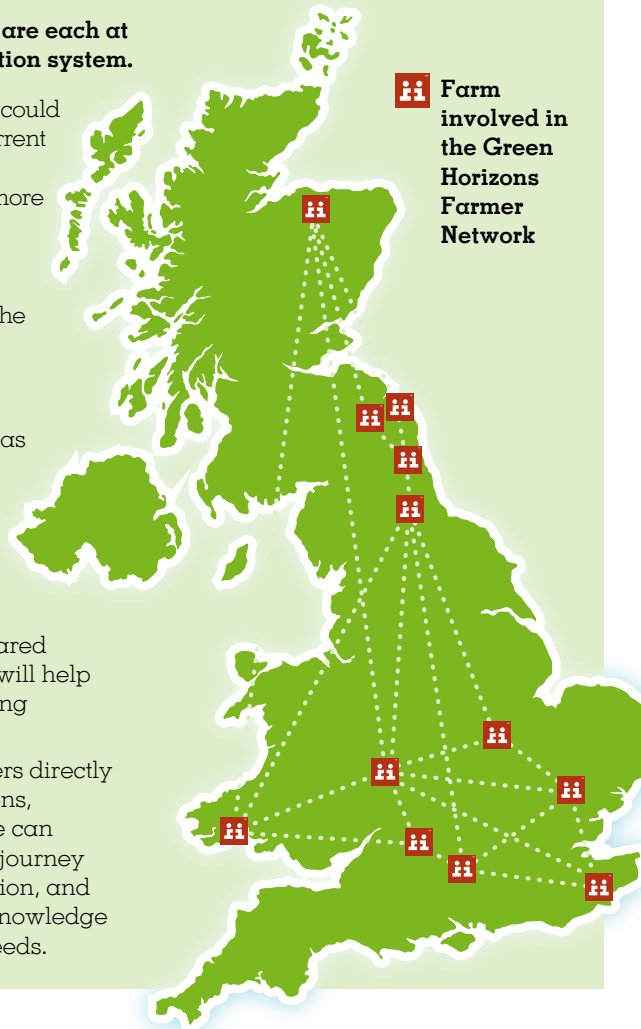 are each at
tion system.
could
rrent
more
he
as
ared
will help
ng
ers directly
ons,
e can
journey
ion, and
nowledge
eeds.
Farm
involved in
the Green
Horizons
Farmer
Network